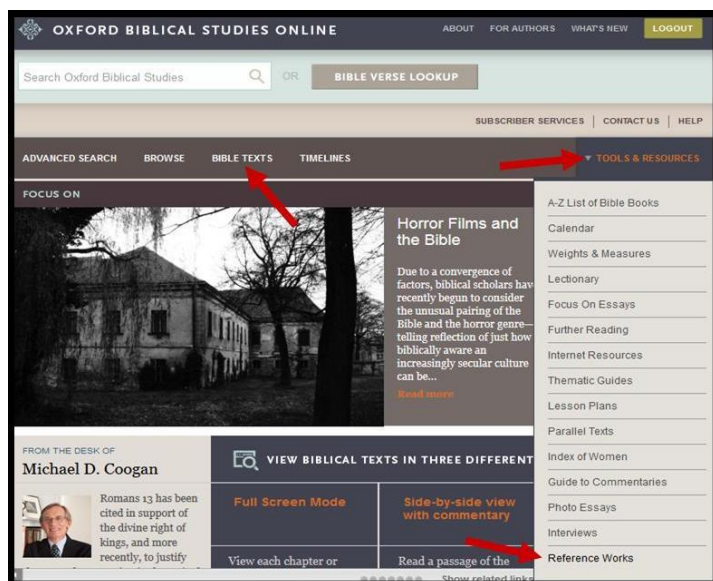 OXFORD BIBLICAL STUDIES ONLINE
ABOUT FOR AUTHORS WHAT'S NEW LOGOUT
Search Oxford Biblical Studies OR BIBLE VERSE LOOKUP
SUBSCRIBER SERVICES | CONTACT US | HELP
ADVANCED SEARCH BROWSE BIBLE TEXTS TIMELINES
TOOLS & RESOURCES
FOCUS ON
Horror Films and
the Bible
Due to a convergence of
factors, biblical scholars hav
recently begun to consider
the unusual pairing of the
Bible and the horror genre—
telling reflection of just how
biblically aware an
increasingly secular culture
can be...
Read more
A-Z List of Bible Books
Calendar
Weights & Measures
Lectionary
Focus On Essays
Further Reading
Internet Resources
Thematic Guides
Lesson Plans
Parallel Texts
Index of Women
Guide to Commentaries
Photo Essays
Interviews
Reference Works
FROM THE DESK OF
Michael D. Coogan
Romans 13 has been
cited in support of
the divine right of
kings, and more
recently, to justify
VIEW BIBLICAL TEXTS IN THREE DIFFERENT
Full Screen Mode
View each chapter or
Side-by-side view
with commentary
Read a passage of the
Show related links